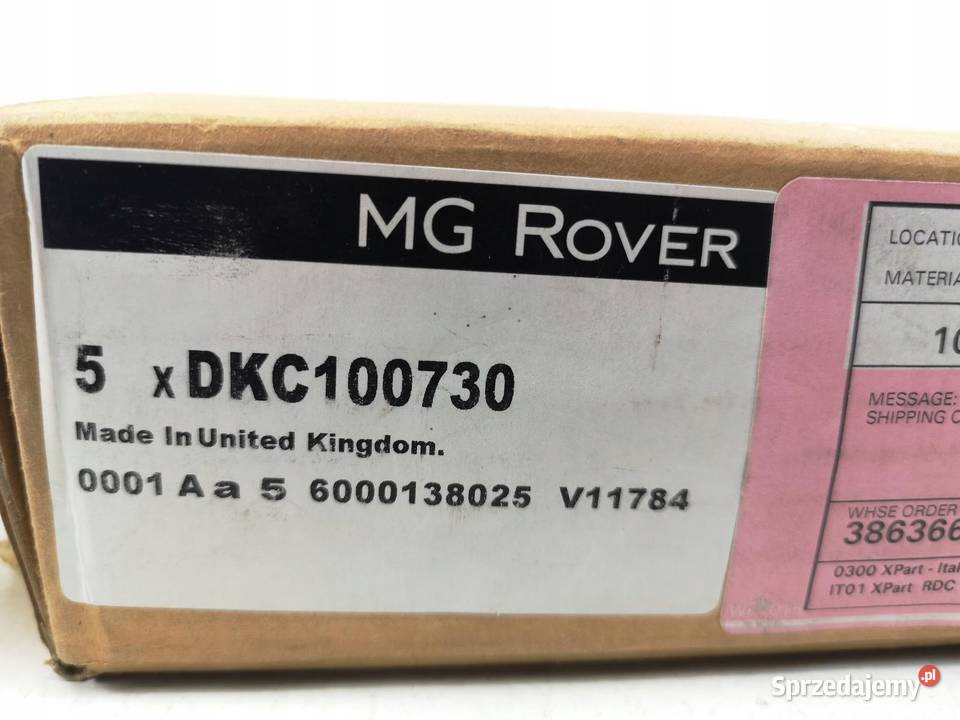 MG ROVER
5 x DKC100730
Made In United Kingdom.
0001 A a 5 6000138025 V11784
LOCATIO
MATERIA
10
MESSAGE:
SHIPPING C
WHSE ORDER
386366
0300 XPart - Ital
IT01 XPart RDC
Sprzedajemy.pl